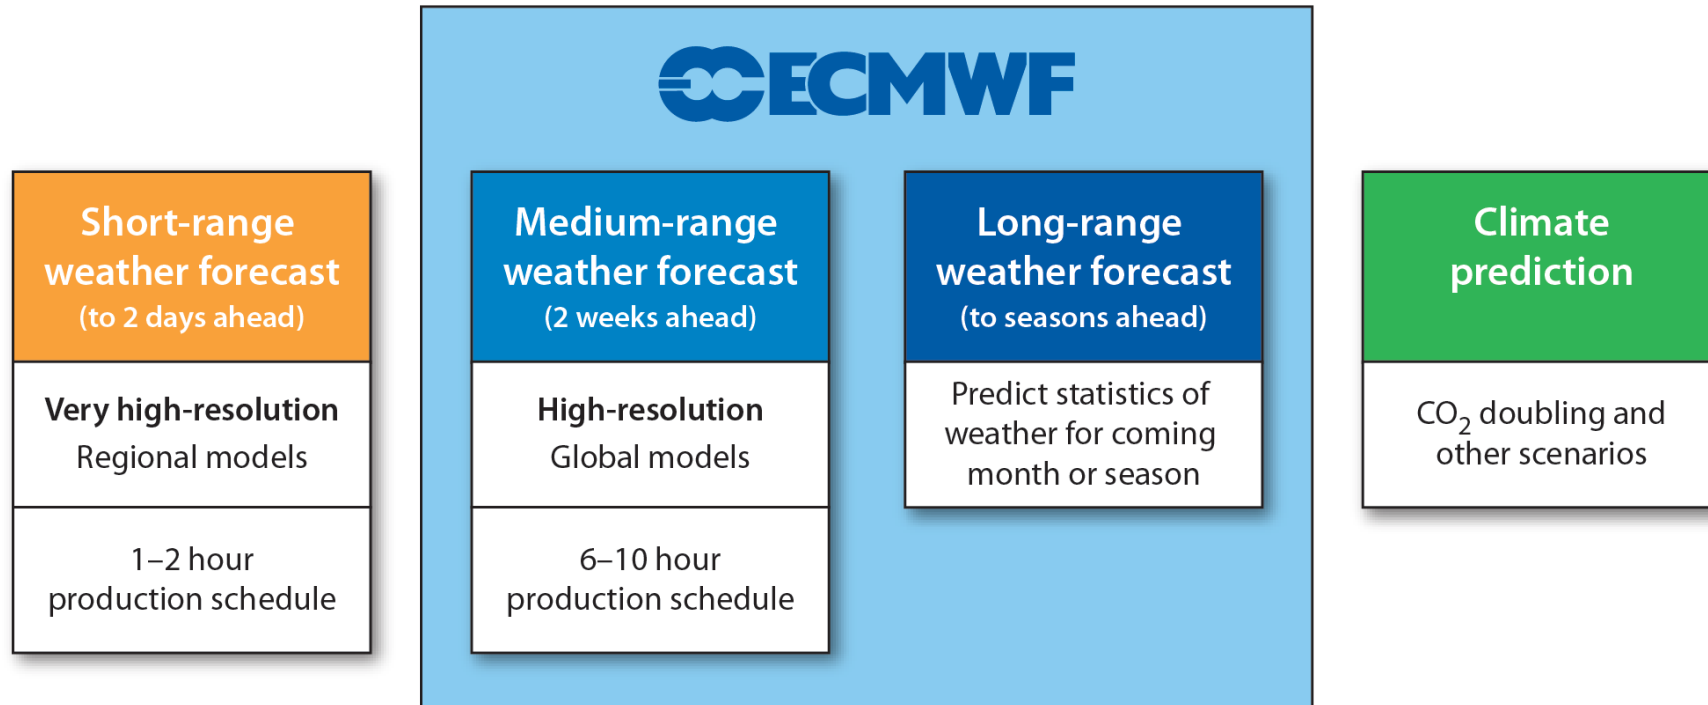 ECMWF
Short-range
weather forecast
(to 2 days ahead)
Very high-resolution
Regional models
1–2 hour
production schedule
Medium-range
weather forecast
(2 weeks ahead)
High-resolution
Global models
6–10 hour
production schedule
Long-range
weather forecast
(to seasons ahead)
Predict statistics of
weather for coming
month or season
Climate
prediction
CO₂ doubling and
other scenarios